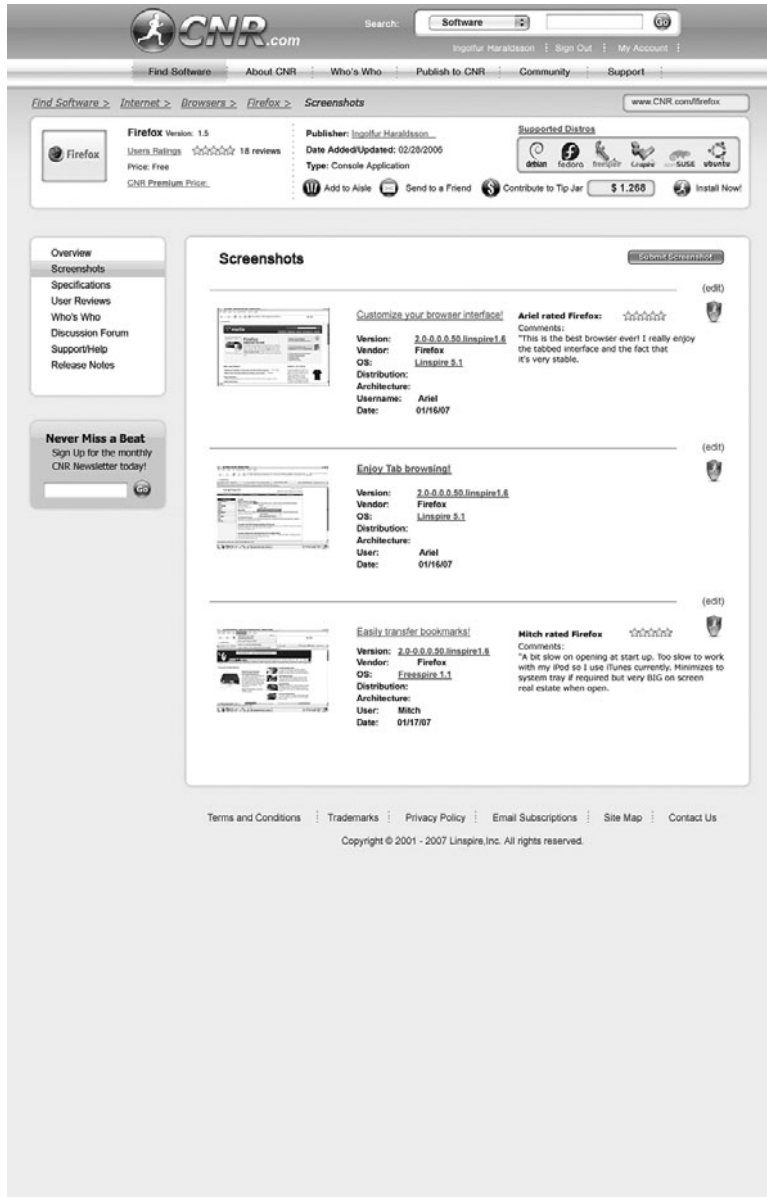 CNR.com
Search: Software Go
Ingolfur Haraldsson Sign Out My Account
Find Software About CNR Who's Who Publish to CNR Community Support
Find Software > Internet > Browsers > Firefox > Screenshots
www.CNR.com/firefox
Firefox
Firefox Version: 1.5
Users Ratings 18 reviews
Price: Free
CNR Premium Price:
Publisher: Ingolfur Haraldsson
Date Added/Updated: 02/28/2006
Type: Console Application
Supported Distros
debian fedora freespire Linspire SUSE ubuntu
Add to Aisle Send to a Friend Contribute to Tip Jar $ 1.268 Install Now!
Overview
Screenshots
Specifications
User Reviews
Who's Who
Discussion Forum
Support/Help
Release Notes
Never Miss a Beat
Sign Up for the monthly
CNR Newsletter today!
Go
Screenshots
Submit Screenshot
(edit)
Customize your browser interface!
Version: 2.0-0.0.0.50.linspire1.6
Vendor: Firefox
OS: Linspire 5.1
Distribution:
Architecture:
Username: Ariel
Date: 01/16/07
Ariel rated Firefox:
Comments:
"This is the best browser ever! I really enjoy
the tabbed interface and the fact that
it's very stable.
(edit)
Enjoy Tab browsing!
Version: 2.0-0.0.0.50.linspire1.6
Vendor: Firefox
OS: Linspire 5.1
Distribution:
Architecture:
User: Ariel
Date: 01/16/07
(edit)
Easily transfer bookmarks!
Version: 2.0-0.0.0.50.linspire1.6
Vendor: Firefox
OS: Freespire 1.1
Distribution:
Architecture:
User: Mitch
Date: 01/17/07
Mitch rated Firefox
Comments:
"A bit slow on opening at start up. Too slow to work
with my iPod so I use iTunes currently. Minimizes to
system tray if required but very BIG on screen
real estate when open.
Terms and Conditions Trademarks Privacy Policy Email Subscriptions Site Map Contact Us
Copyright © 2001 - 2007 Linspire,Inc. All rights reserved.